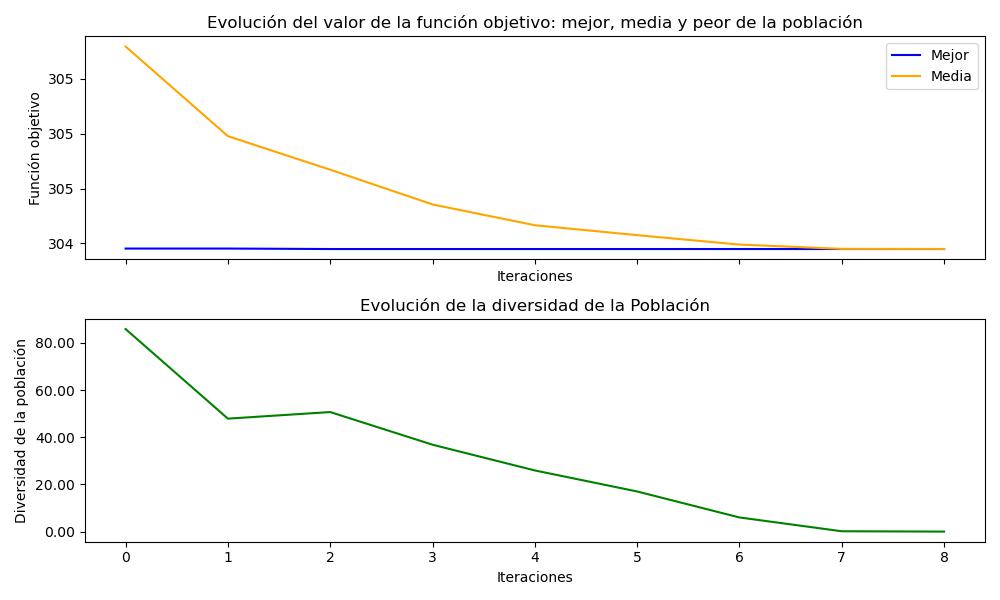 Evolución del valor de la función objetivo: mejor, media y peor de la población
Mejor
Media
305
305
305
304
Función objetivo
Iteraciones
Evolución de la diversidad de la Población
80.00
60.00
40.00
20.00
0.00
Diversidad de la población
0 1 2 3 4 5 6 7 8
Iteraciones